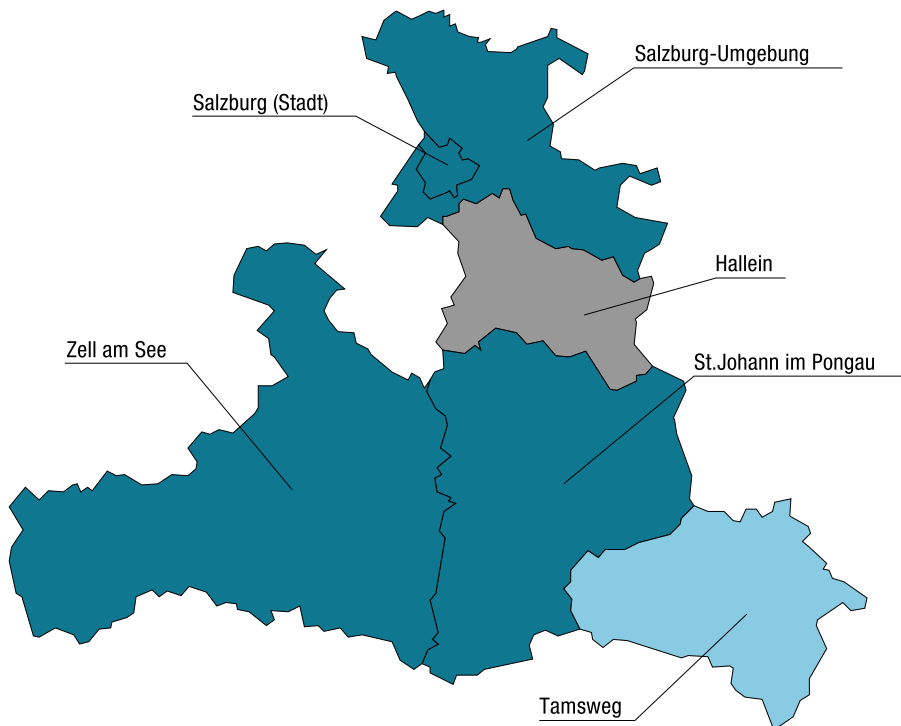 Salzburg-Umgebung
Salzburg (Stadt)
Hallein
Zell am See
St.Johann im Pongau
Tamsweg